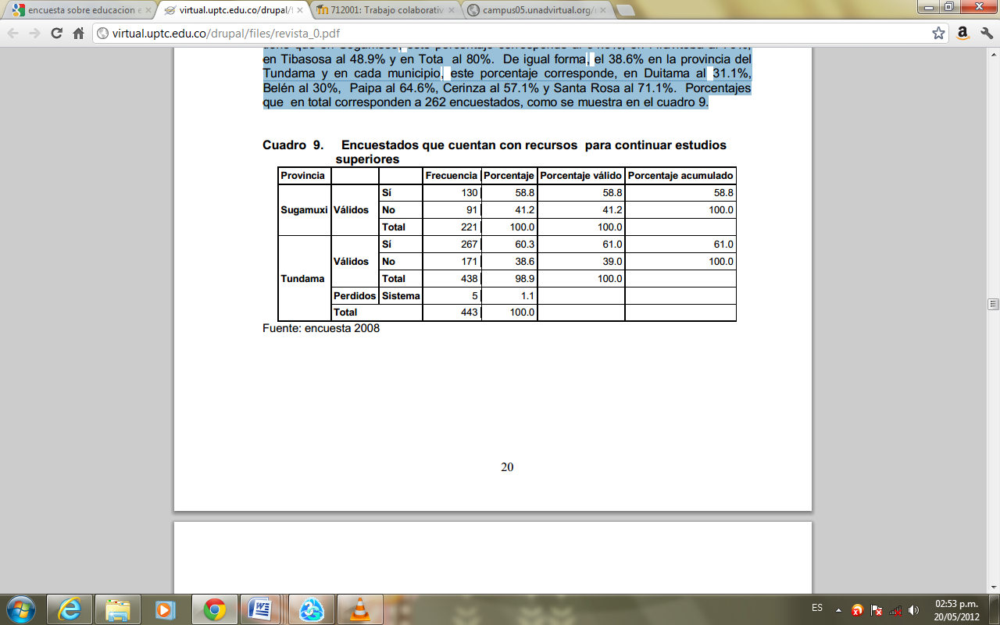 encuesta sobre educacion e
virtual.uptc.edu.co/drupal/
712001: Trabajo colaborativ
campus05.unadvirtual.org/
virtual.uptc.edu.co/drupal/files/revista_0.pdf
en Tibasosa al 48.9% y en Tota al 80%. De igual forma, el 38.6% en la provincia del
Tundama y en cada municipio, este porcentaje corresponde, en Duitama al 31.1%,
Belén al 30%, Paipa al 64.6%, Cerinza al 57.1% y Santa Rosa al 71.1%. Porcentajes
que en total corresponden a 262 encuestados, como se muestra en el cuadro 9.
Cuadro 9. Encuestados que cuentan con recursos para continuar estudios
superiores
Provincia Frecuencia Porcentaje Porcentaje válido Porcentaje acumulado
Sí 130 58.8 58.8 58.8
Sugamuxi Válidos No 91 41.2 41.2 100.0
Total 221 100.0 100.0
Sí 267 60.3 61.0 61.0
Válidos No 171 38.6 39.0 100.0
Tundama Total 438 98.9 100.0
Perdidos Sistema 5 1.1
Total 443 100.0
Fuente: encuesta 2008
20
ES
02:53 p.m.
20/05/2012